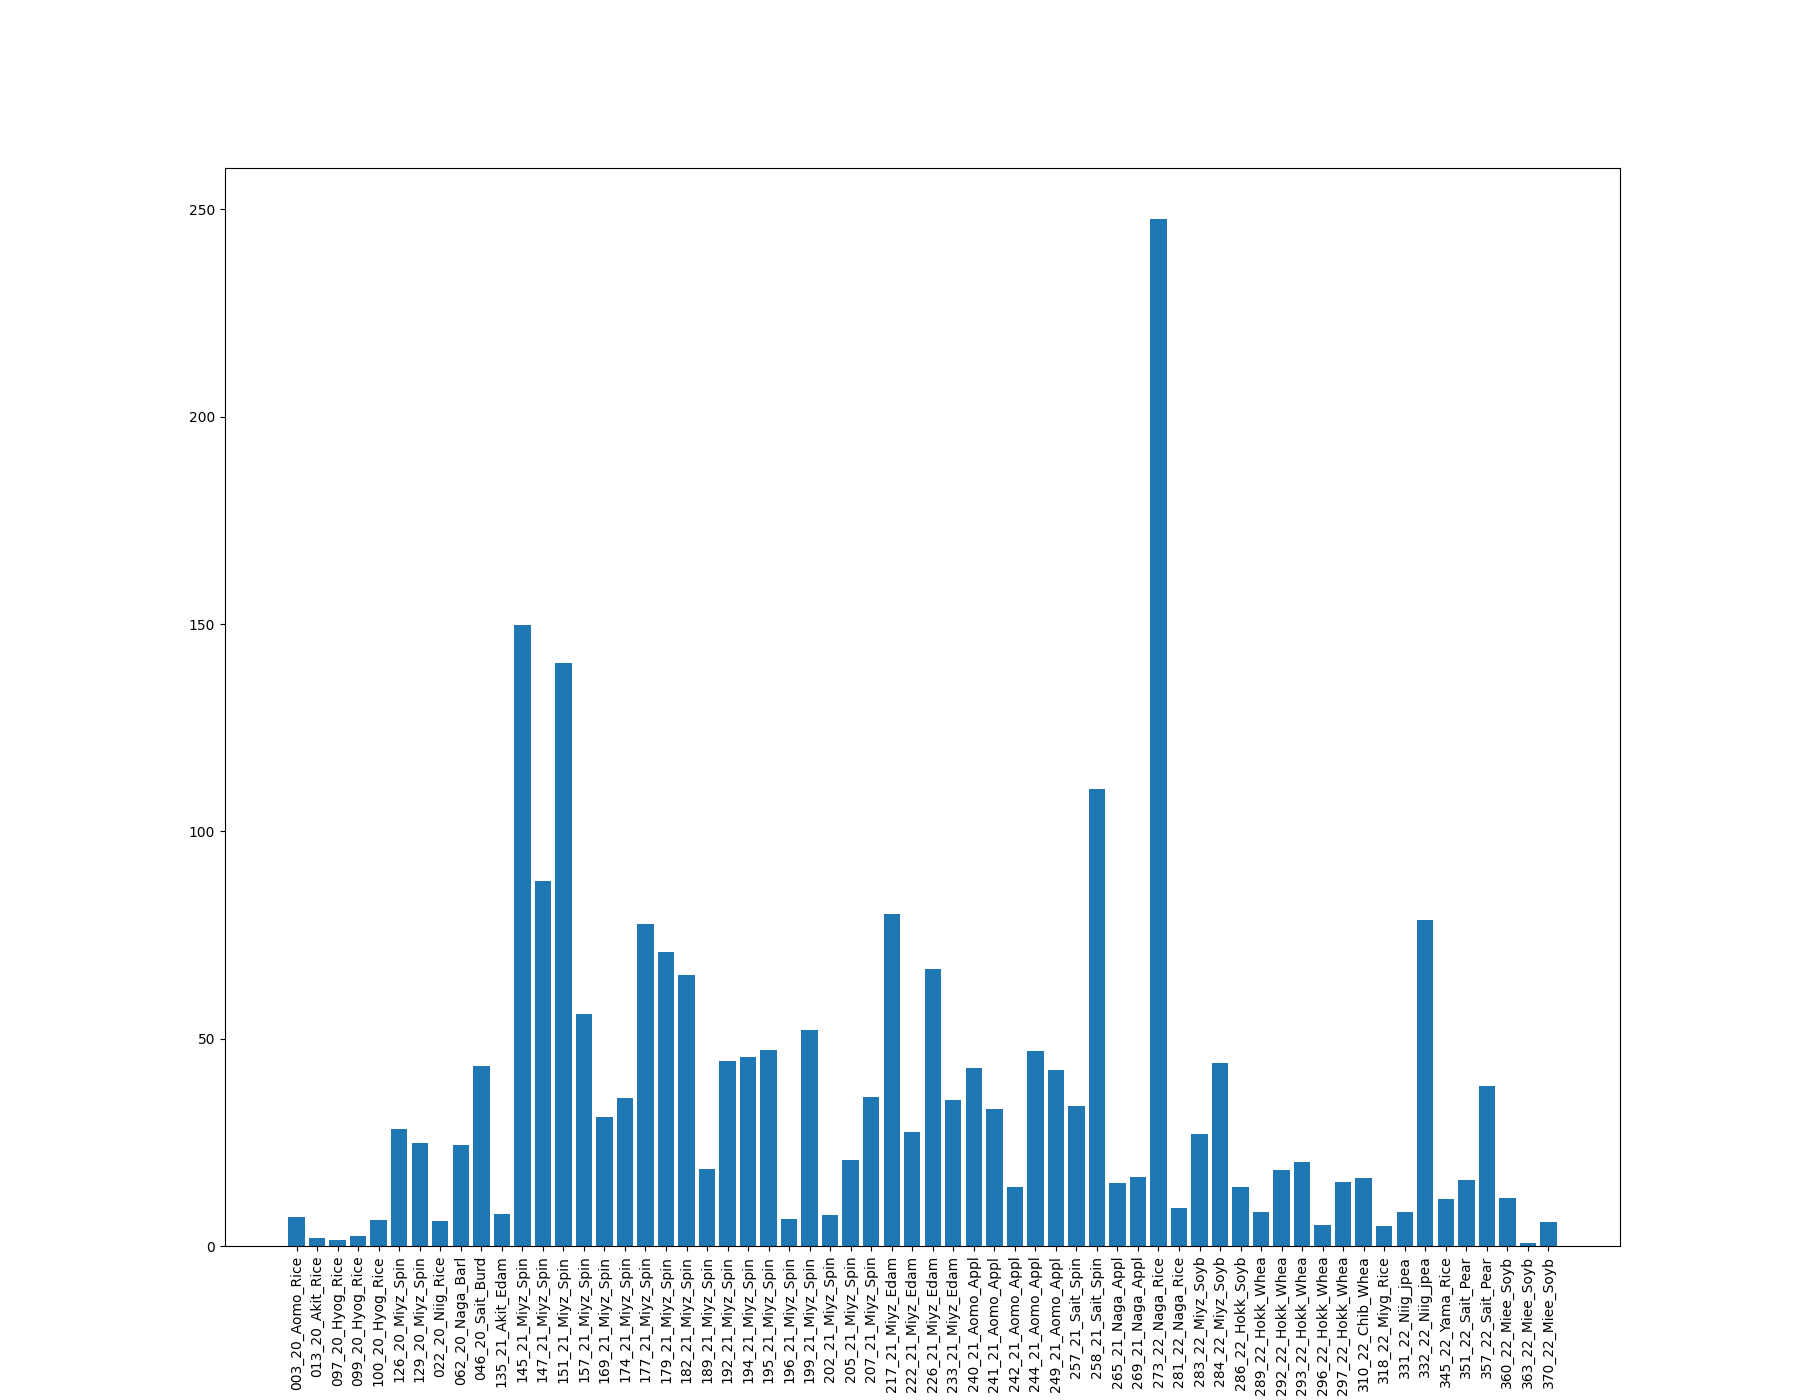 250
200
150
100
50
0
003_20_Aomo_Rice
013_20_Akit_Rice
097_20_Hyog_Rice
099_20_Hyog_Rice
100_20_Hyog_Rice
126_20_Miyz_Spin
129_20_Miyz_Spin
022_20_Niig_Rice
062_20_Naga_Barl
046_20_Sait_Burd
135_21_Akit_Edam
145_21_Miyz_Spin
147_21_Miyz_Spin
151_21_Miyz_Spin
157_21_Miyz_Spin
169_21_Miyz_Spin
174_21_Miyz_Spin
177_21_Miyz_Spin
179_21_Miyz_Spin
182_21_Miyz_Spin
189_21_Miyz_Spin
192_21_Miyz_Spin
194_21_Miyz_Spin
195_21_Miyz_Spin
196_21_Miyz_Spin
199_21_Miyz_Spin
202_21_Miyz_Spin
205_21_Miyz_Spin
207_21_Miyz_Spin
217_21_Miyz_Edam
222_21_Miyz_Edam
226_21_Miyz_Edam
233_21_Miyz_Edam
240_21_Aomo_Appl
241_21_Aomo_Appl
242_21_Aomo_Appl
244_21_Aomo_Appl
249_21_Aomo_Appl
257_21_Sait_Spin
258_21_Sait_Spin
265_21_Naga_Appl
269_21_Naga_Appl
273_22_Naga_Rice
281_22_Naga_Rice
283_22_Miyz_Soyb
284_22_Miyz_Soyb
286_22_Hokk_Soyb
289_22_Hokk_Whea
292_22_Hokk_Whea
293_22_Hokk_Whea
296_22_Hokk_Whea
297_22_Hokk_Whea
310_22_Chib_Whea
318_22_Miyg_Rice
331_22_Niig_jpea
332_22_Niig_jpea
345_22_Yama_Rice
351_22_Sait_Pear
357_22_Sait_Pear
360_22_Miee_Soyb
363_22_Miee_Soyb
370_22_Miee_Soyb